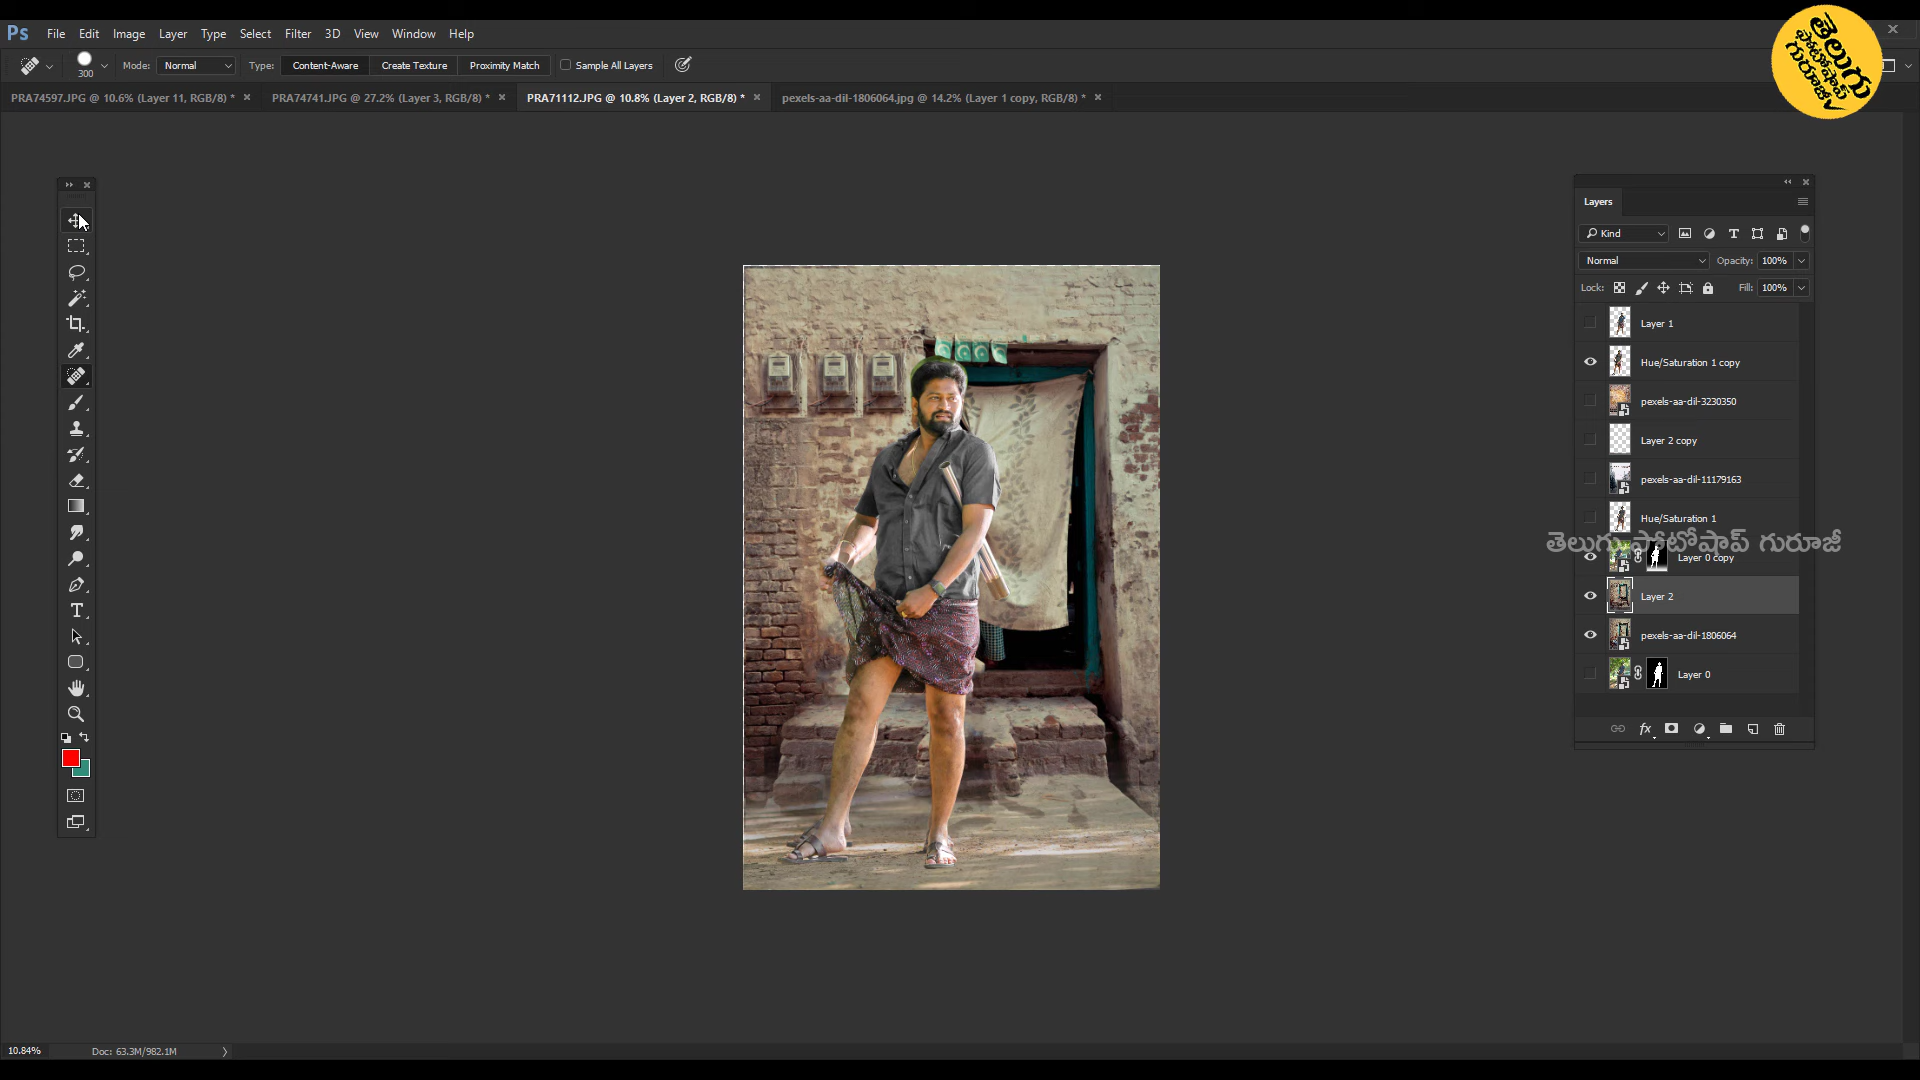 Ps File Edit Image Layer Type Select Filter 3D View Window Help
300 Mode: Normal Type: Content-Aware Create Texture Proximity Match Sample All Layers
PRA74597.JPG @ 10.6% (Layer 11, RGB/8) * PRA74741.JPG @ 27.2% (Layer 3, RGB/8) * PRA71112.JPG @ 10.8% (Layer 2, RGB/8) * pexels-aa-dil-1806064.jpg @ 14.2% (Layer 1 copy, RGB/8) *
తెలుగు
ఫోటోషాప్
గురూజీ
Layers
Kind
Normal Opacity: 100%
Lock: Fill: 100%
Layer 1
Hue/Saturation 1 copy
pexels-aa-dil-3230350
Layer 2 copy
pexels-aa-dil-11179163
Hue/Saturation 1
తెలుగు ఫోటోషాప్ గురూజీ
Layer 0 copy
Layer 2
pexels-aa-dil-1806064
Layer 0
fx
10.84% Doc: 63.3M/982.1M